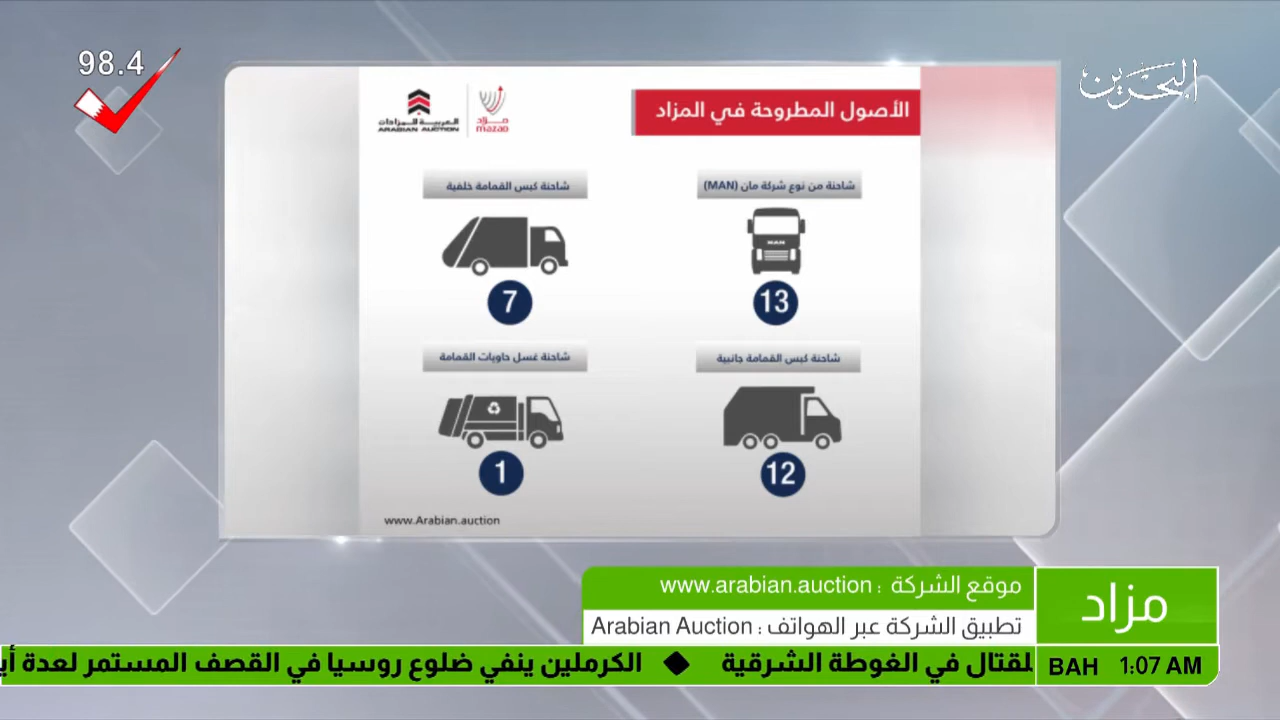 98.4
البحرين
الأصول المطروحة في المزاد
العربية للمزادات
ARABIAN AUCTION
مزاد
mazad
شاحنة من نوع شركة مان (MAN)
MAN
13
شاحنة كبس القمامة خلفية
7
شاحنة كبس القمامة جانبية
12
شاحنة غسل حاويات القمامة
1
www.Arabian.auction
مزاد
موقع الشركة : www.arabian.auction
تطبيق الشركة عبر الهواتف : Arabian Auction
BAH 1:07 AM
للقتال في الغوطة الشرقية ◆ الكرملين ينفي ضلوع روسيا في القصف المستمر لعدة